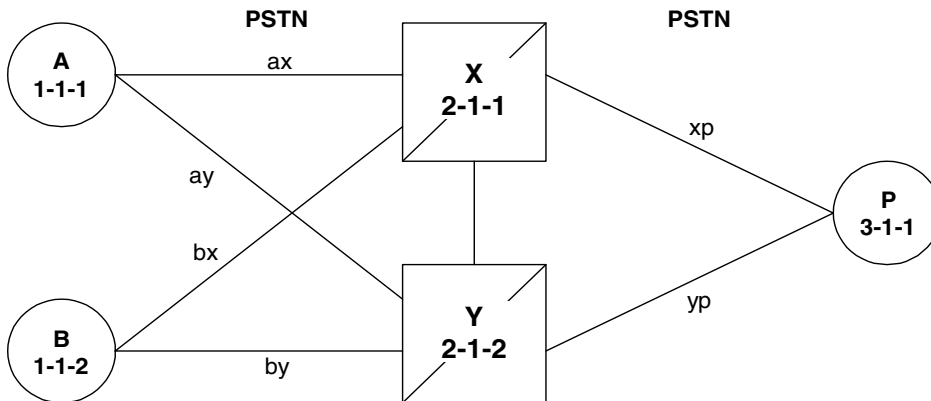 PSTN
PSTN
A
1-1-1
ax
X
2-1-1
xp
ay
bx
P
3-1-1
B
1-1-2
by
Y
2-1-2
yp